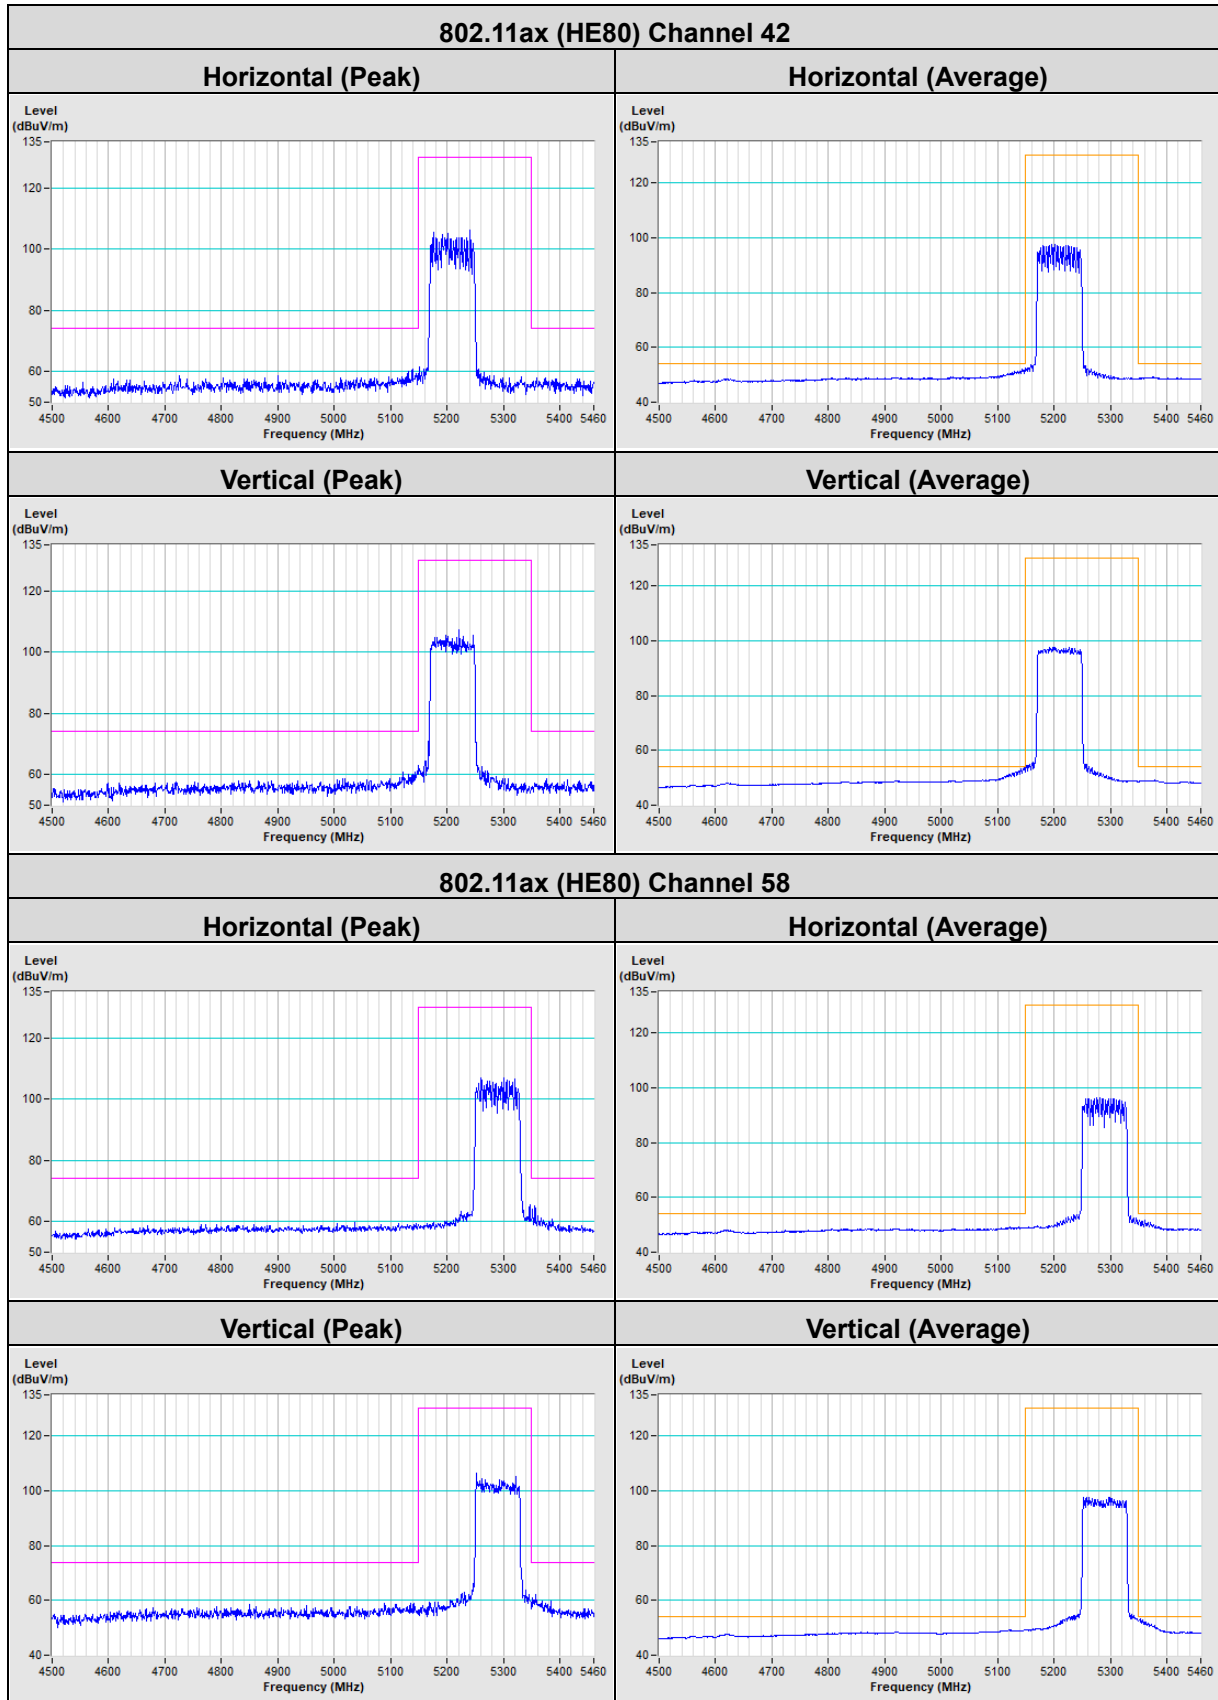 802.11ax (HE80) Channel 42
Horizontal (Peak)
Horizontal (Average)
Level
(dBuV/m)
135
120
100
80
60
50
4500 4600 4700 4800 4900 5000 5100 5200 5300 5400 5460
Frequency (MHz)
Level
(dBuV/m)
135
120
100
80
60
40
4500 4600 4700 4800 4900 5000 5100 5200 5300 5400 5460
Frequency (MHz)
Vertical (Peak)
Vertical (Average)
Level
(dBuV/m)
135
120
100
80
60
50
4500 4600 4700 4800 4900 5000 5100 5200 5300 5400 5460
Frequency (MHz)
Level
(dBuV/m)
135
120
100
80
60
40
4500 4600 4700 4800 4900 5000 5100 5200 5300 5400 5460
Frequency (MHz)
802.11ax (HE80) Channel 58
Horizontal (Peak)
Horizontal (Average)
Level
(dBuV/m)
135
120
100
80
60
50
4500 4600 4700 4800 4900 5000 5100 5200 5300 5400 5460
Frequency (MHz)
Level
(dBuV/m)
135
120
100
80
60
40
4500 4600 4700 4800 4900 5000 5100 5200 5300 5400 5460
Frequency (MHz)
Vertical (Peak)
Vertical (Average)
Level
(dBuV/m)
135
120
100
80
60
40
4500 4600 4700 4800 4900 5000 5100 5200 5300 5400 5460
Frequency (MHz)
Level
(dBuV/m)
135
120
100
80
60
40
4500 4600 4700 4800 4900 5000 5100 5200 5300 5400 5460
Frequency (MHz)